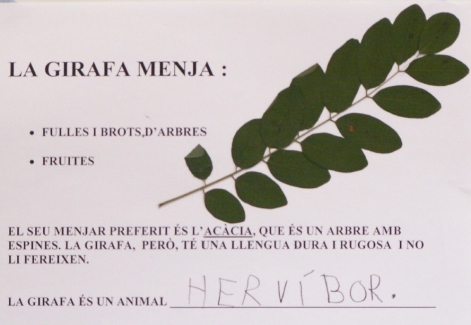 LA GIRAFA MENJA :
• FULLES I BROTS,D'ARBRES
• FRUITES
EL SEU MENJAR PREFERIT ÉS L'ACÀCIA, QUE ÉS UN ARBRE AMB
ESPINES. LA GIRAFA, PERÒ, TÉ UNA LLENGUA DURA I RUGOSA I NO
LI FEREIXEN.
LA GIRAFA ÉS UN ANIMAL HERVÍBOR.